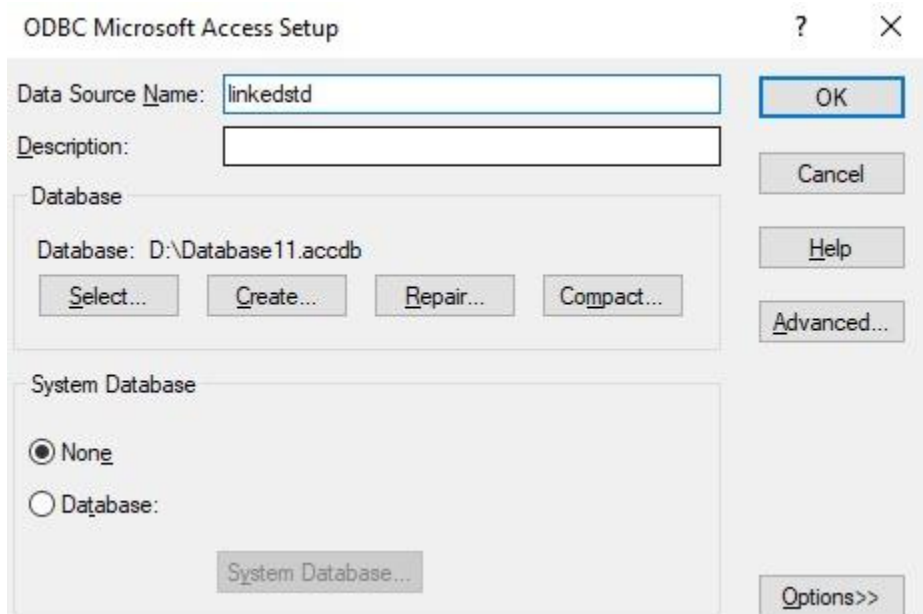 ODBC Microsoft Access Setup ? ×
Data Source Name: linkedstd OK
Description:
Cancel
Database
Database: D:\Database11.accdb Help
Select... Create... Repair... Compact...
Advanced...
System Database
None
Database:
System Database...
Options>>